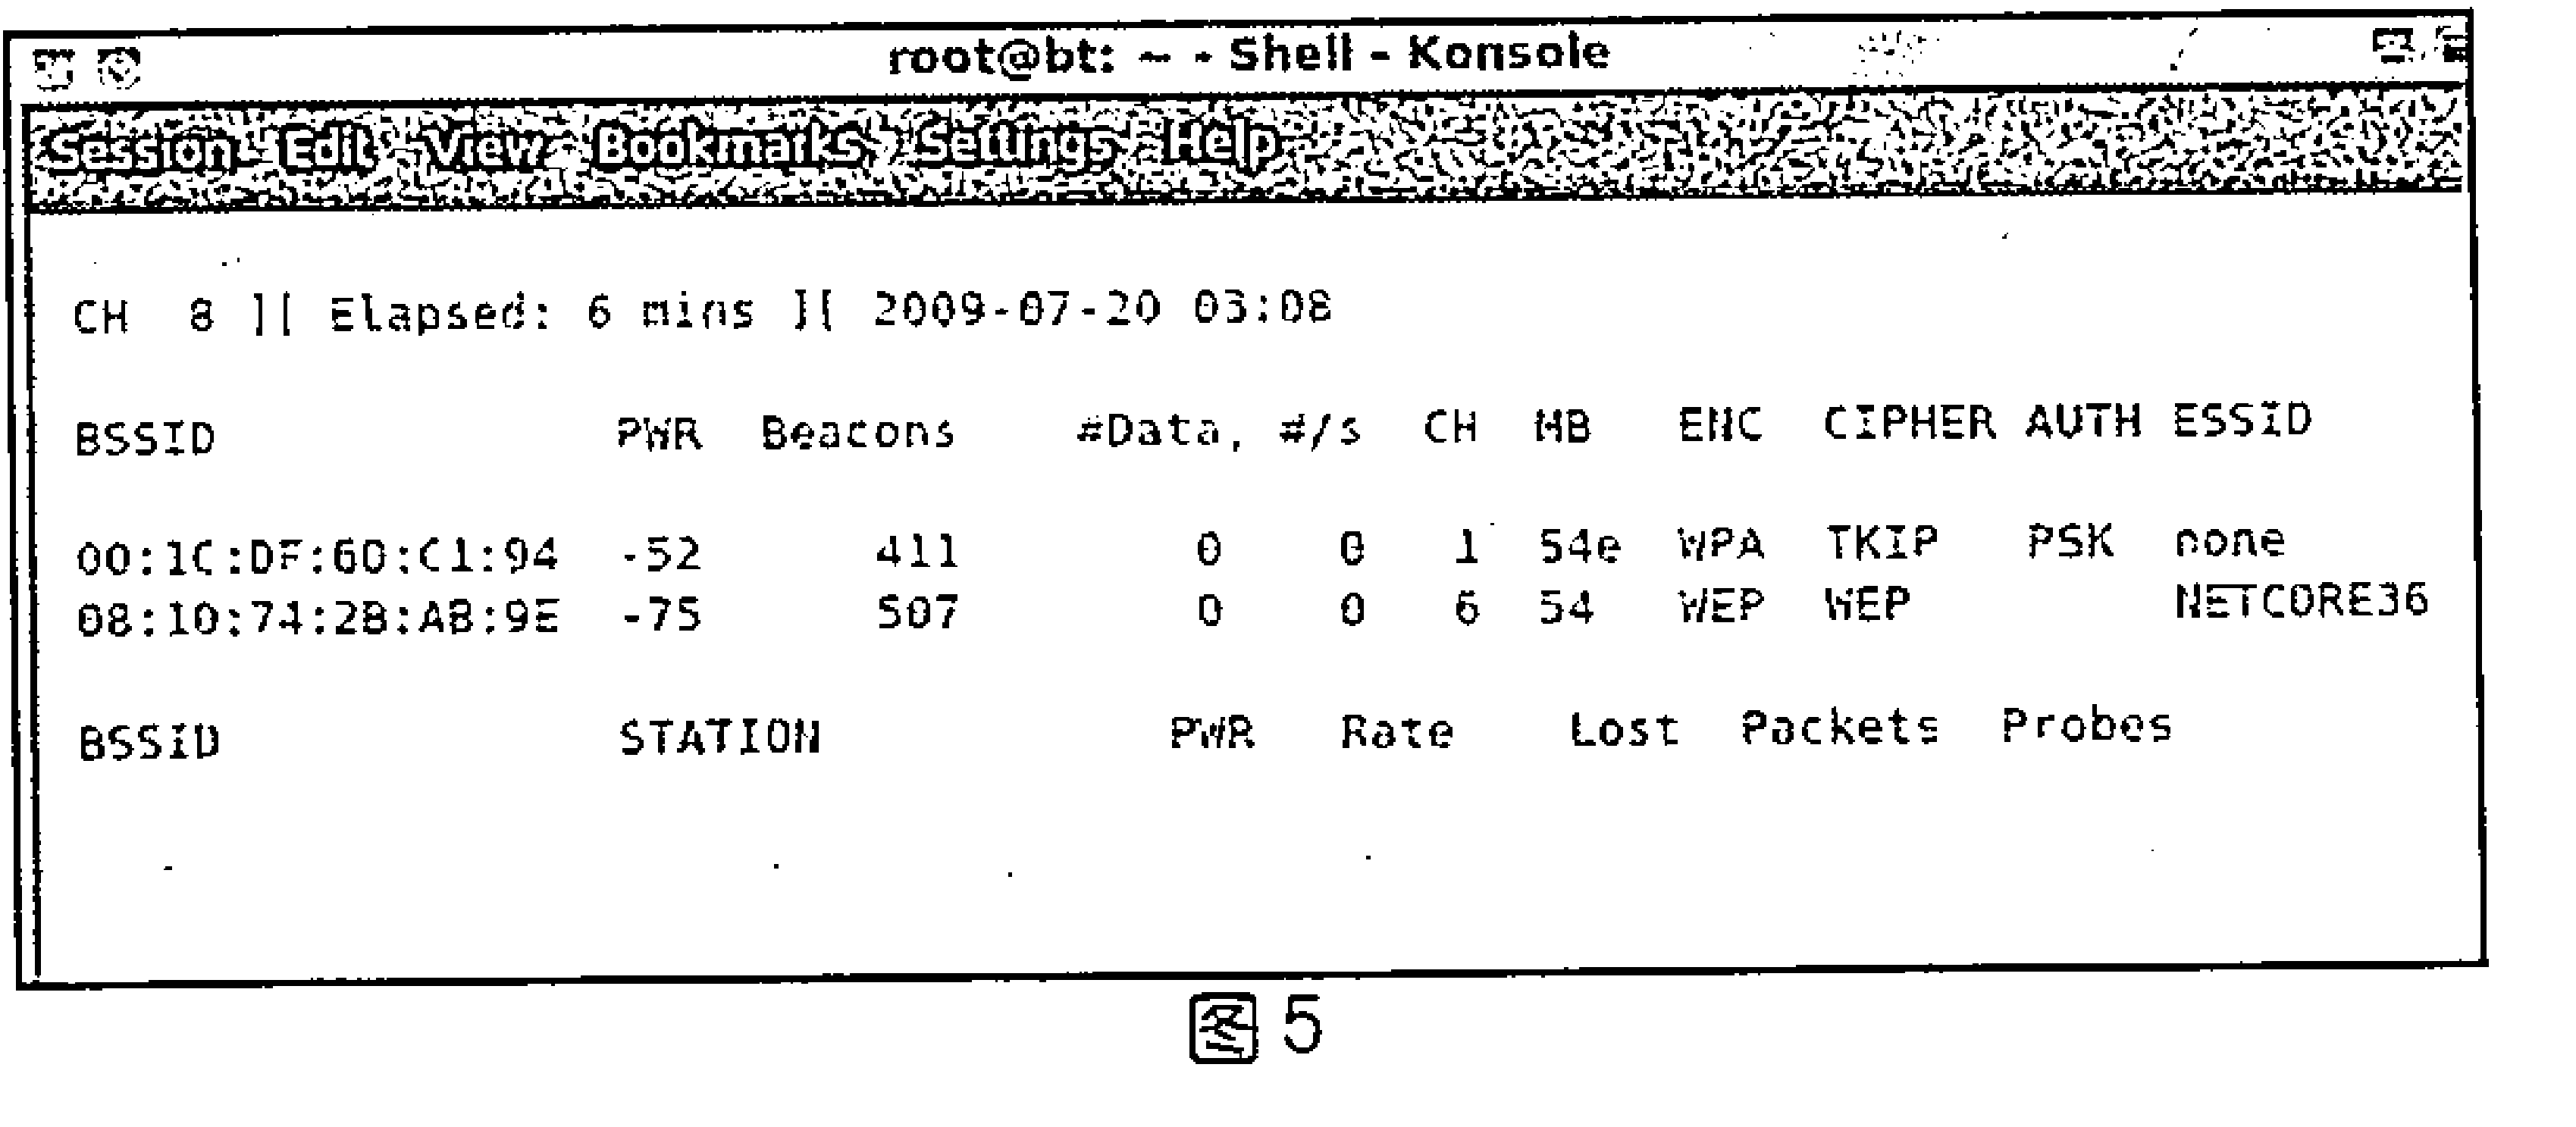 root@bt: ~ - Shell - Konsole
Session Edit View Bookmarks Settings Help
CH 8 ][ Elapsed: 6 mins ][ 2009-07-20 03:08
BSSID PWR Beacons #Data, #/s CH MB ENC CIPHER AUTH ESSID
00:1C:DF:60:C1:94 -52 411 0 0 1 54e WPA TKIP PSK none
08:10:74:2B:AB:9E -75 507 0 0 6 54 WEP WEP NETCORE36
BSSID STATION PWR Rate Lost Packets Probes
图 5